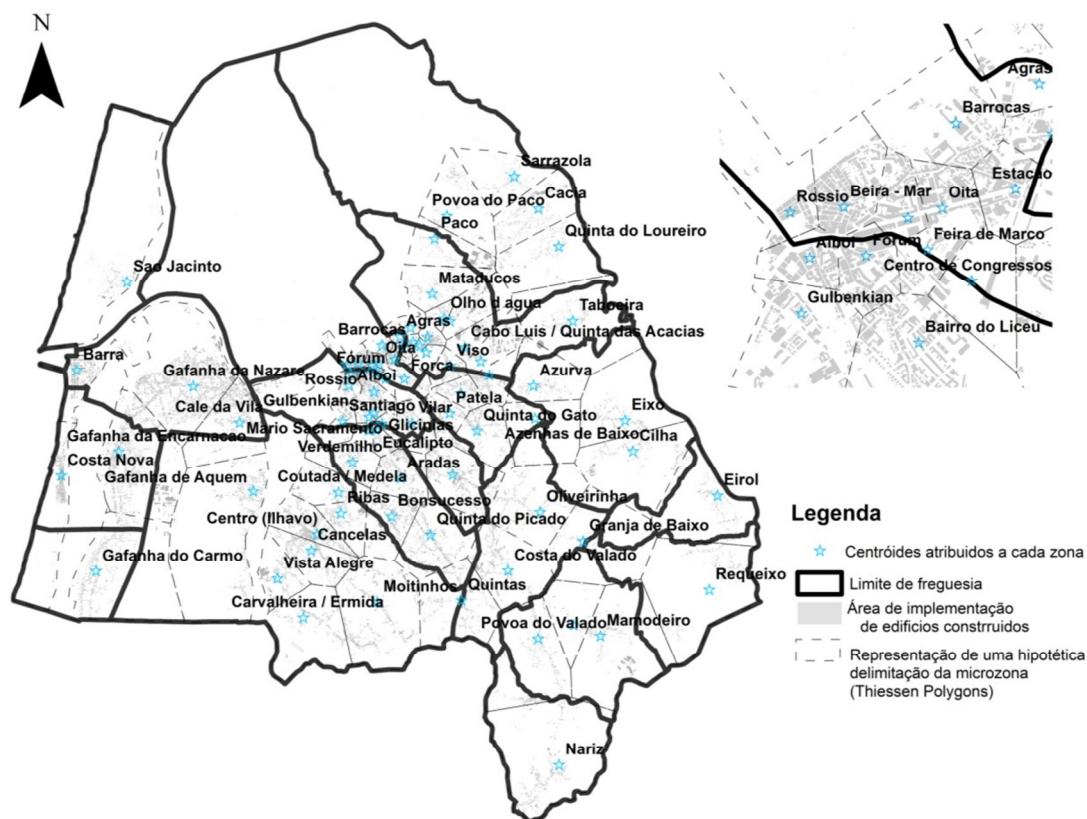 N
Sarrazola
Cacia
Povoa do Paco
Paco
Quinta do Loureiro
Sao Jacinto
Mataducos
Olho d agua
Taboeira
Agras
Barrocas
Cabo Luis / Quinta das Acacias
Oita
Viso
Forum
Forca
Barra
Azurva
Gafanha da Nazare
Rossio
Alboi
Gulbenkian
Patela
Cale da Vila
Santiago
Vilar
Quinta do Gato
Eixo
Mario Sacramento
Glicinias
Azenhas de Baixo
Cilha
Gafanha da Encarnacao
Verdemilho
Eucalipto
Costa Nova
Aradas
Gafanha de Aquem
Coutada / Medela
Eirol
Ribas
Bonsucesso
Oliveirinha
Centro (Ilhavo)
Quinta do Picado
Granja de Baixo
Cancelas
Gafanha do Carmo
Vista Alegre
Costa do Valado
Requeixo
Moitinhos
Quintas
Carvalheira / Ermida
Povoa do Valado
Mamodeiro
Nariz
Agras
Barrocas
Estacao
Rossio
Beira - Mar
Oita
Feira de Marco
Alboi
Forum
Centro de Congressos
Gulbenkian
Bairro do Liceu
Legenda
Centróides atribuidos a cada zona
Limite de freguesia
Área de implementação
de edificios constrruidos
Representação de uma hipotética
delimitação da microzona
(Thiessen Polygons)